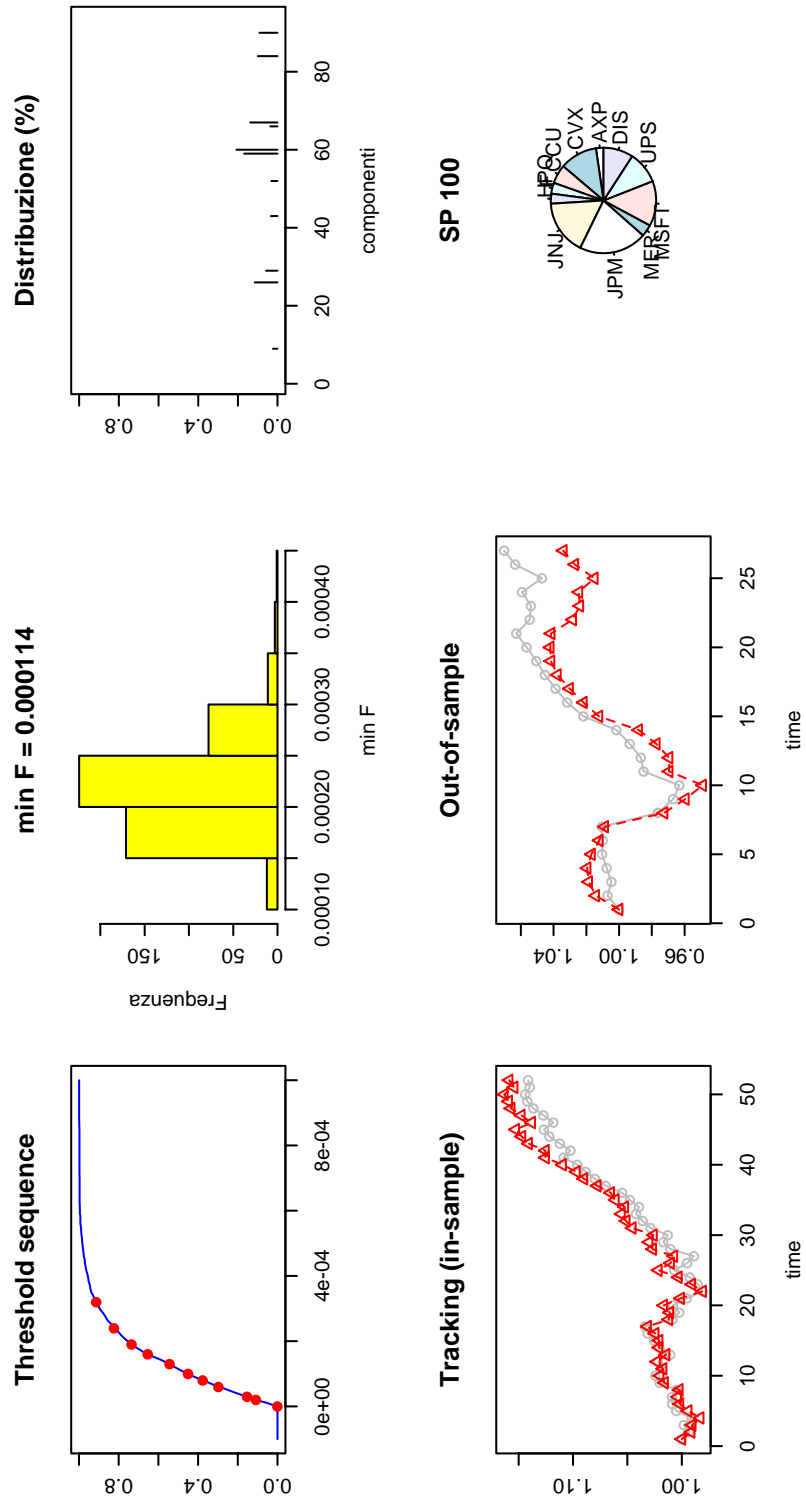 Threshold sequence
0.0 0.4 0.8
0e+00 4e-04 8e-04
min F = 0.000114
Frequenza
0 50 150
0.00010 0.00020 0.00030 0.00040
min F
Distribuzione (%)
0.0 0.4 0.8
0 20 40 60 80
componenti
Tracking (in-sample)
1.00 1.10
0 10 20 30 40 50
time
Out-of-sample
0.96 1.00 1.04
0 5 10 15 20 25
time
SP 100
AXP
CVX
CCU
F
HPQ
JNJ
JPM
MER
MSFT
UPS
DIS